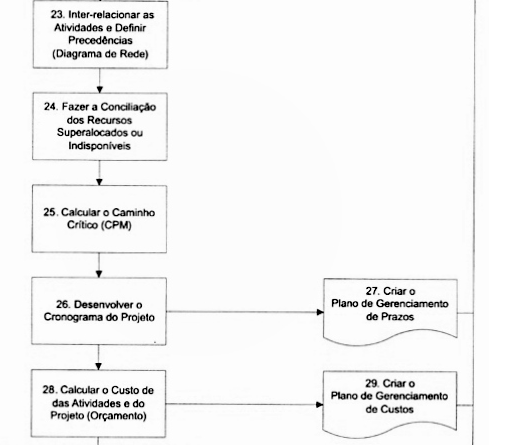 23. Inter-relacionar as
Atividades e Definir
Precedências
(Diagrama de Rede)
24. Fazer a Conciliação
dos Recursos
Superalocados ou
Indisponíveis
25. Calcular o Caminho
Crítico (CPM)
26. Desenvolver o
Cronograma do Projeto
27. Criar o
Plano de Gerenciamento
de Prazos
28. Calcular o Custo de
das Atividades e do
Projeto (Orçamento)
29. Criar o
Plano de Gerenciamento
de Custos